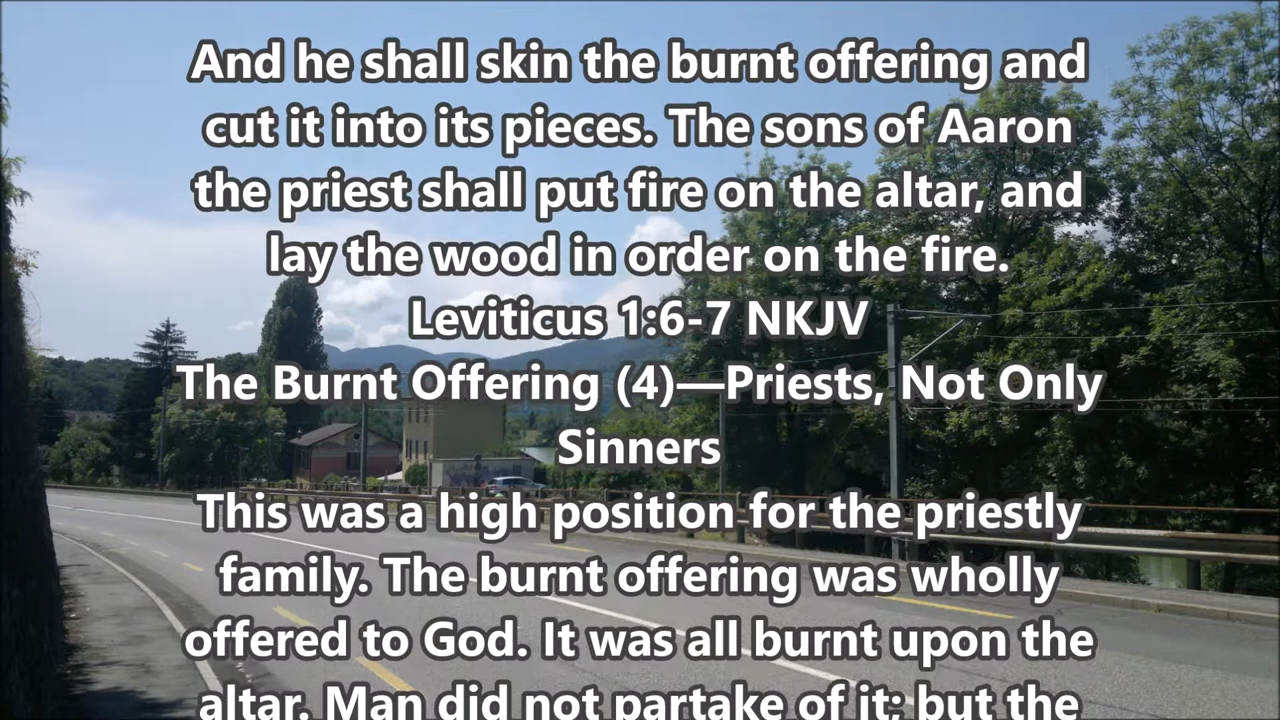 And he shall skin the burnt offering and
cut it into its pieces. The sons of Aaron
the priest shall put fire on the altar, and
lay the wood in order on the fire.
Leviticus 1:6-7 NKJV
The Burnt Offering (4)—Priests, Not Only
Sinners
This was a high position for the priestly
family. The burnt offering was wholly
offered to God. It was all burnt upon the
altar. Man did not partake of it; but the